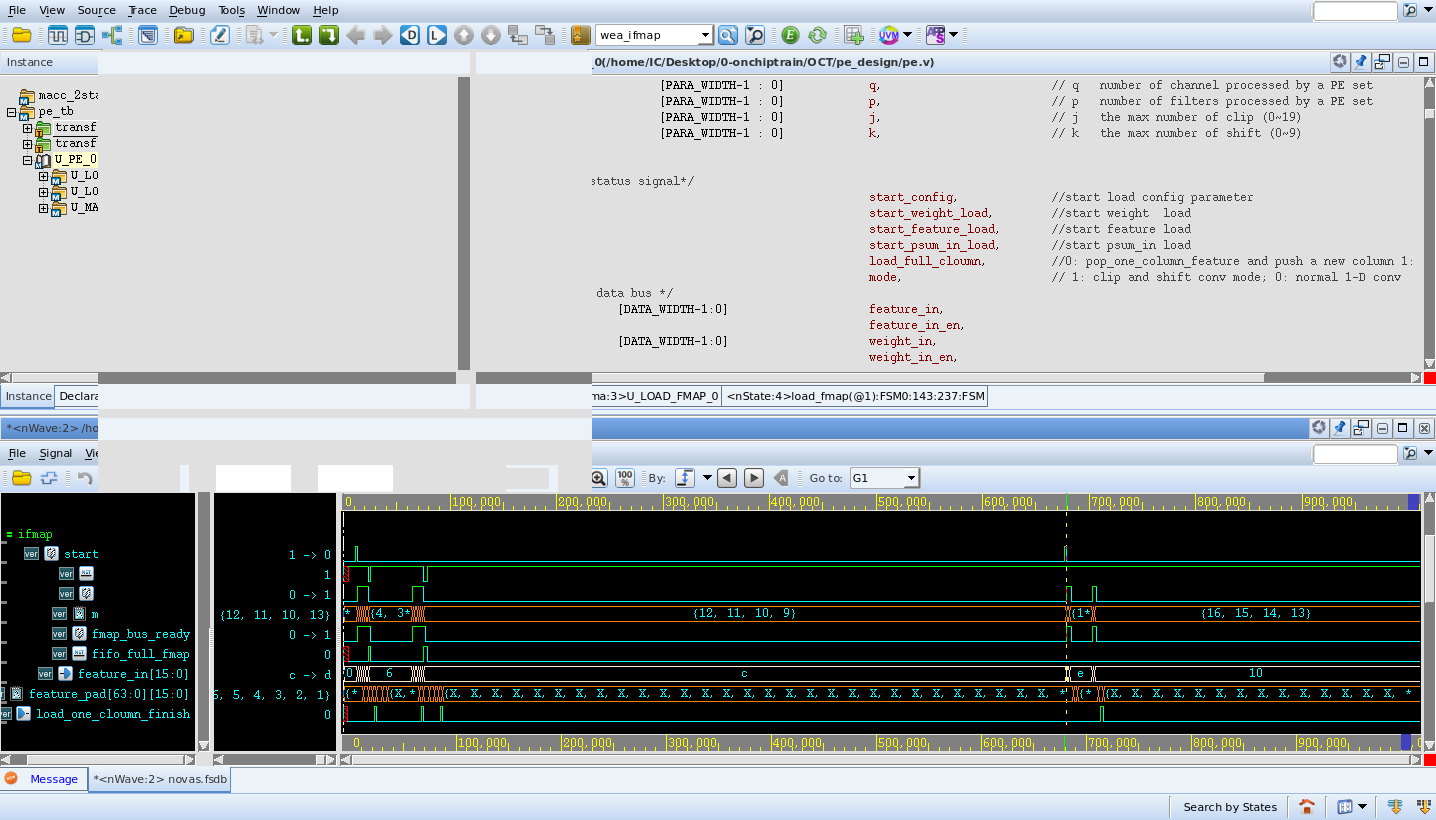 File View Source Trace Debug Tools Window Help
wea_ifmap
Instance
_0(/home/IC/Desktop/0-onchiptrain/OCT/pe_design/pe.v)
macc_2sta
pe_tb
transf
transf
U_PE_0
U_LO
U_LO
U_MA
[PARA_WIDTH-1 : 0] q, // q number of channel processed by a PE set
[PARA_WIDTH-1 : 0] p, // p number of filters processed by a PE set
[PARA_WIDTH-1 : 0] j, // j the max number of clip (0~19)
[PARA_WIDTH-1 : 0] k, // k the max number of shift (0~9)
status signal*/
start_config, //start load config parameter
start_weight_load, //start weight load
start_feature_load, //start feature load
start_psum_in_load, //start psum_in load
load_full_cloumn, //0: pop_one_column_feature and push a new column 1:
mode, // 1: clip and shift conv mode; 0: normal 1-D conv
data bus */
[DATA_WIDTH-1:0] feature_in,
feature_in_en,
[DATA_WIDTH-1:0] weight_in,
weight_in_en,
Instance Declara
ma:3>U_LOAD_FMAP_0 <nState:4>load_fmap(@1):FSM0:143:237:FSM
*<nWave:2> /ho
File Signal Vi
100% By: Go to: G1
0 100,000 200,000 300,000 400,000 500,000 600,000 700,000 800,000 900,000
= ifmap
ver start 1 -> 0
ver 1
ver 0 -> 1
ver m {12, 11, 10, 13} * {4, 3* {12, 11, 10, 9} {1* {16, 15, 14, 13}
ver fmap_bus_ready 0 -> 1
ver fifo_full_fmap 0
ver feature_in[15:0] c -> d 0 6 c e 10
feature_pad[63:0][15:0] 6, 5, 4, 3, 2, 1} {* {X,* {X, X, X, X, X, X, X, X, X, X, X, X, X, X, X, X, X, X, X, X, X, X, X, X, * {* {X, X, X, X, X, X, X, X, X, X, X, X, X, X, *
ver load_one_cloumn_finish 0
0 100,000 200,000 300,000 400,000 500,000 600,000 700,000 800,000 900,000
Message *<nWave:2> novas.fsdb
Search by States